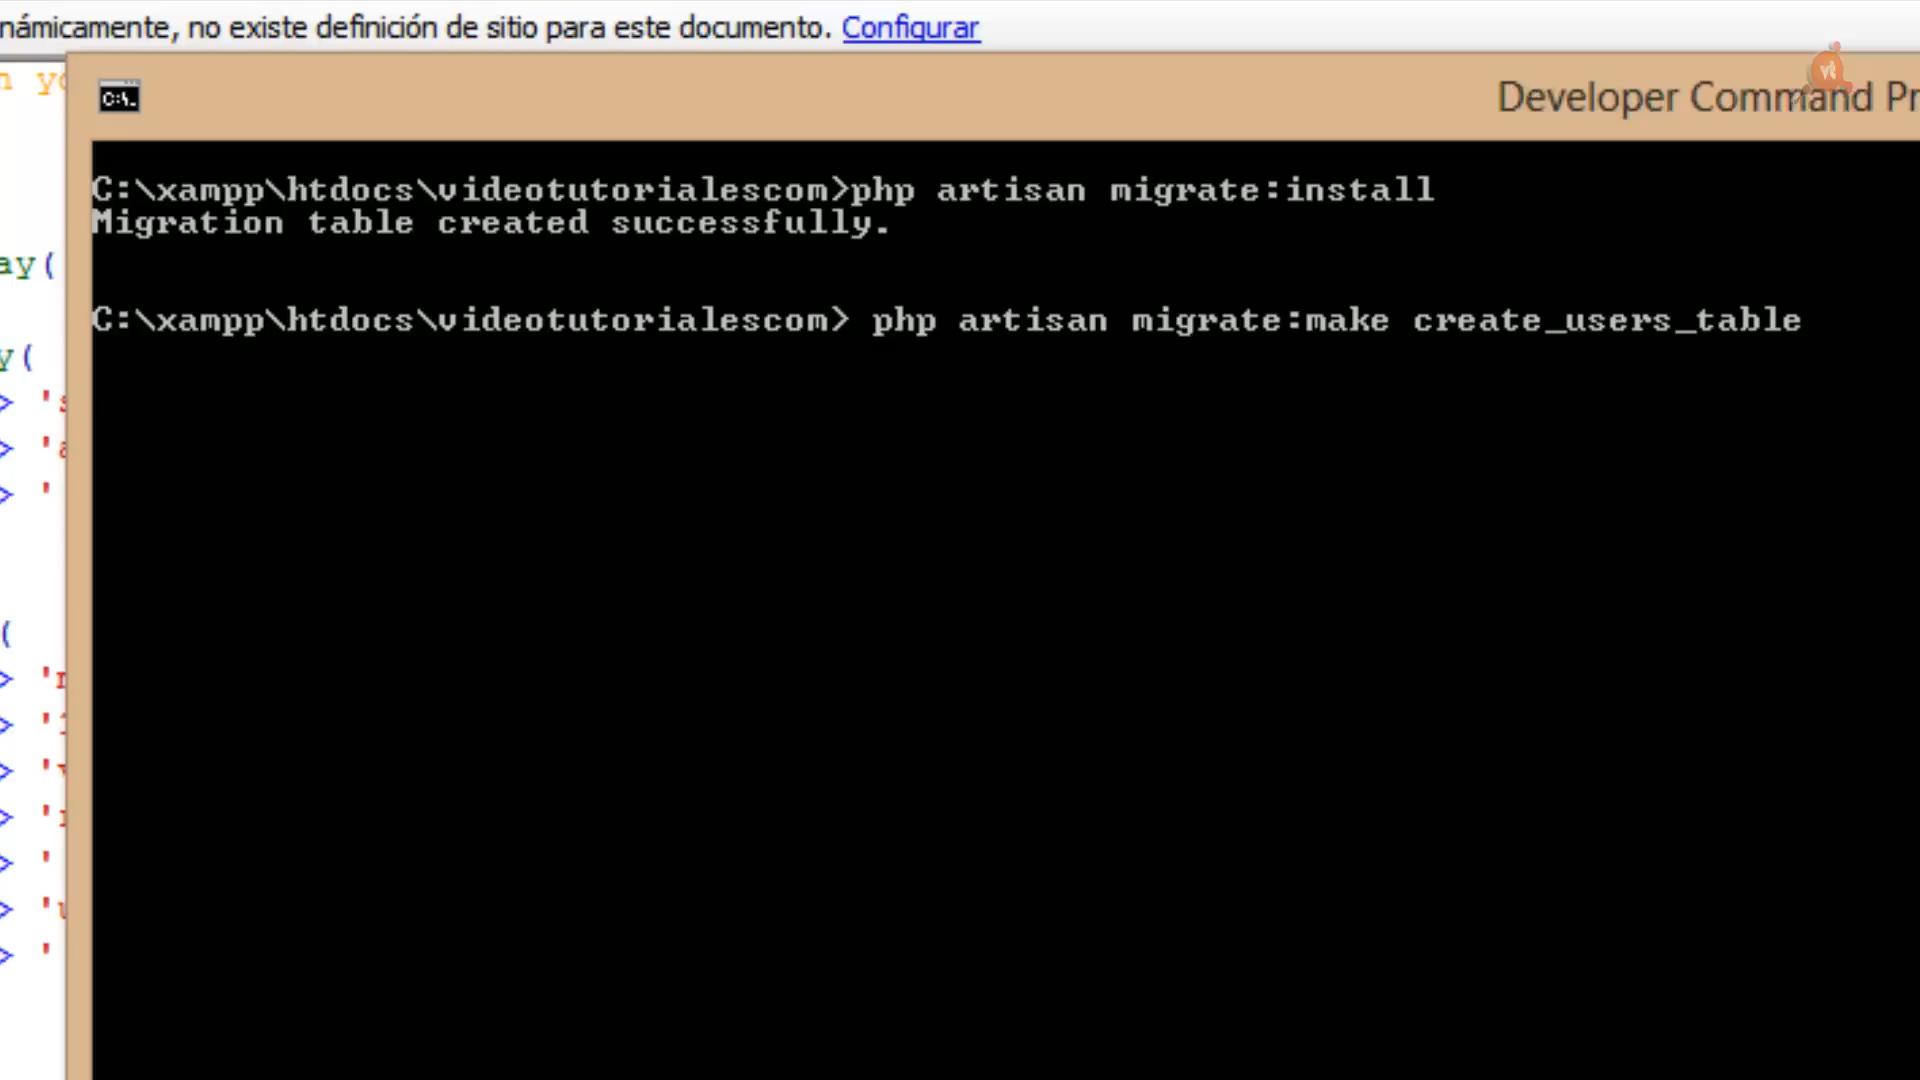 námicamente, no existe definición de sitio para este documento. Configurar
Developer Command Pr
C:\xampp\htdocs\videotutorialescom>php artisan migrate:install
Migration table created successfully.
C:\xampp\htdocs\videotutorialescom> php artisan migrate:make create_users_table
ay(
y(
(